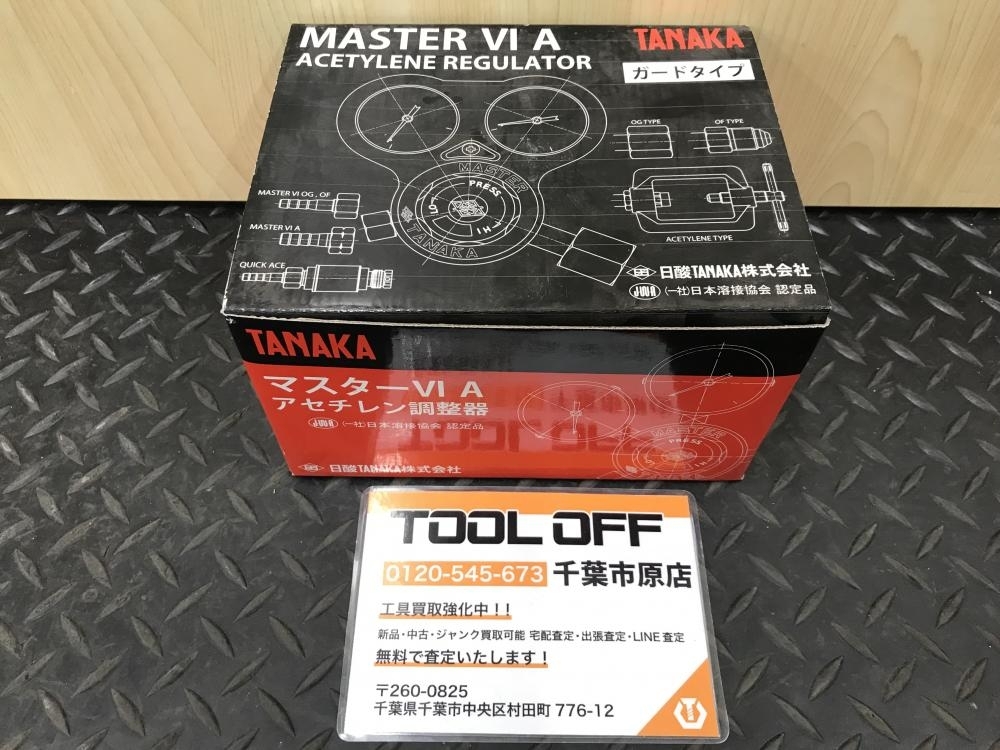 MASTER VI A
TANAKA
ACETYLENE REGULATOR
ガードタイプ
OG TYPE
OF TYPE
MASTER
PRESS
HI
TANAKA
MASTER VI OG , OF
MASTER VI A
QUICK ACE
ACETYLENE TYPE
日酸TANAKA株式会社
JWA (一社)日本溶接協会 認定品
TANAKA
マスターVI A
アセチレン調整器
JWA (一社)日本溶接協会 認定品
日酸TANAKA株式会社
MASTER
PRESS
HI
TOOL OFF
0120-545-673 千葉市原店
工具買取強化中！！
新品・中古・ジャンク買取可能 宅配査定・出張査定・LINE査定
無料で査定いたします！
〒260-0825
千葉県千葉市中央区村田町 776-12